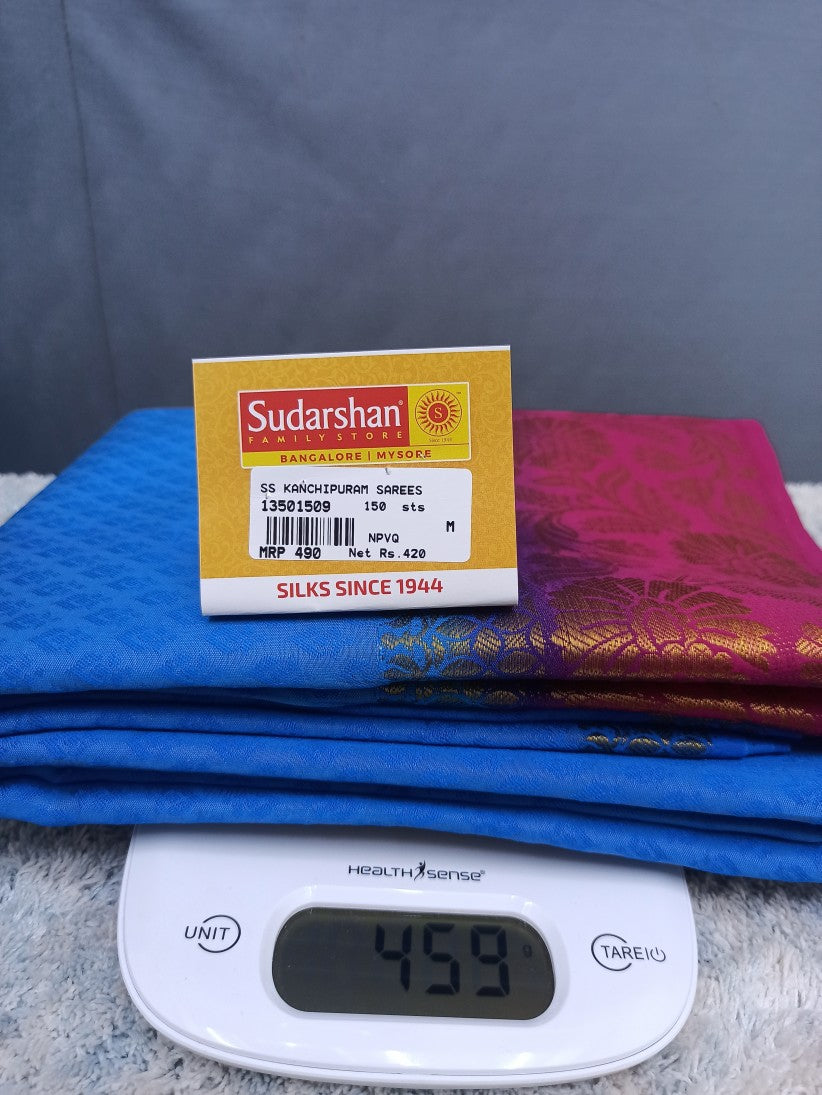 Sudarshan®
FAMILY STORE
S
Since 1944
BANGALORE | MYSORE
SS KANCHIPURAM SAREES
13501509 150 sts
NPVQ M
MRP 490 Net Rs.420
SILKS SINCE 1944
HEALTH SENSE®
UNIT
459 g
TARE